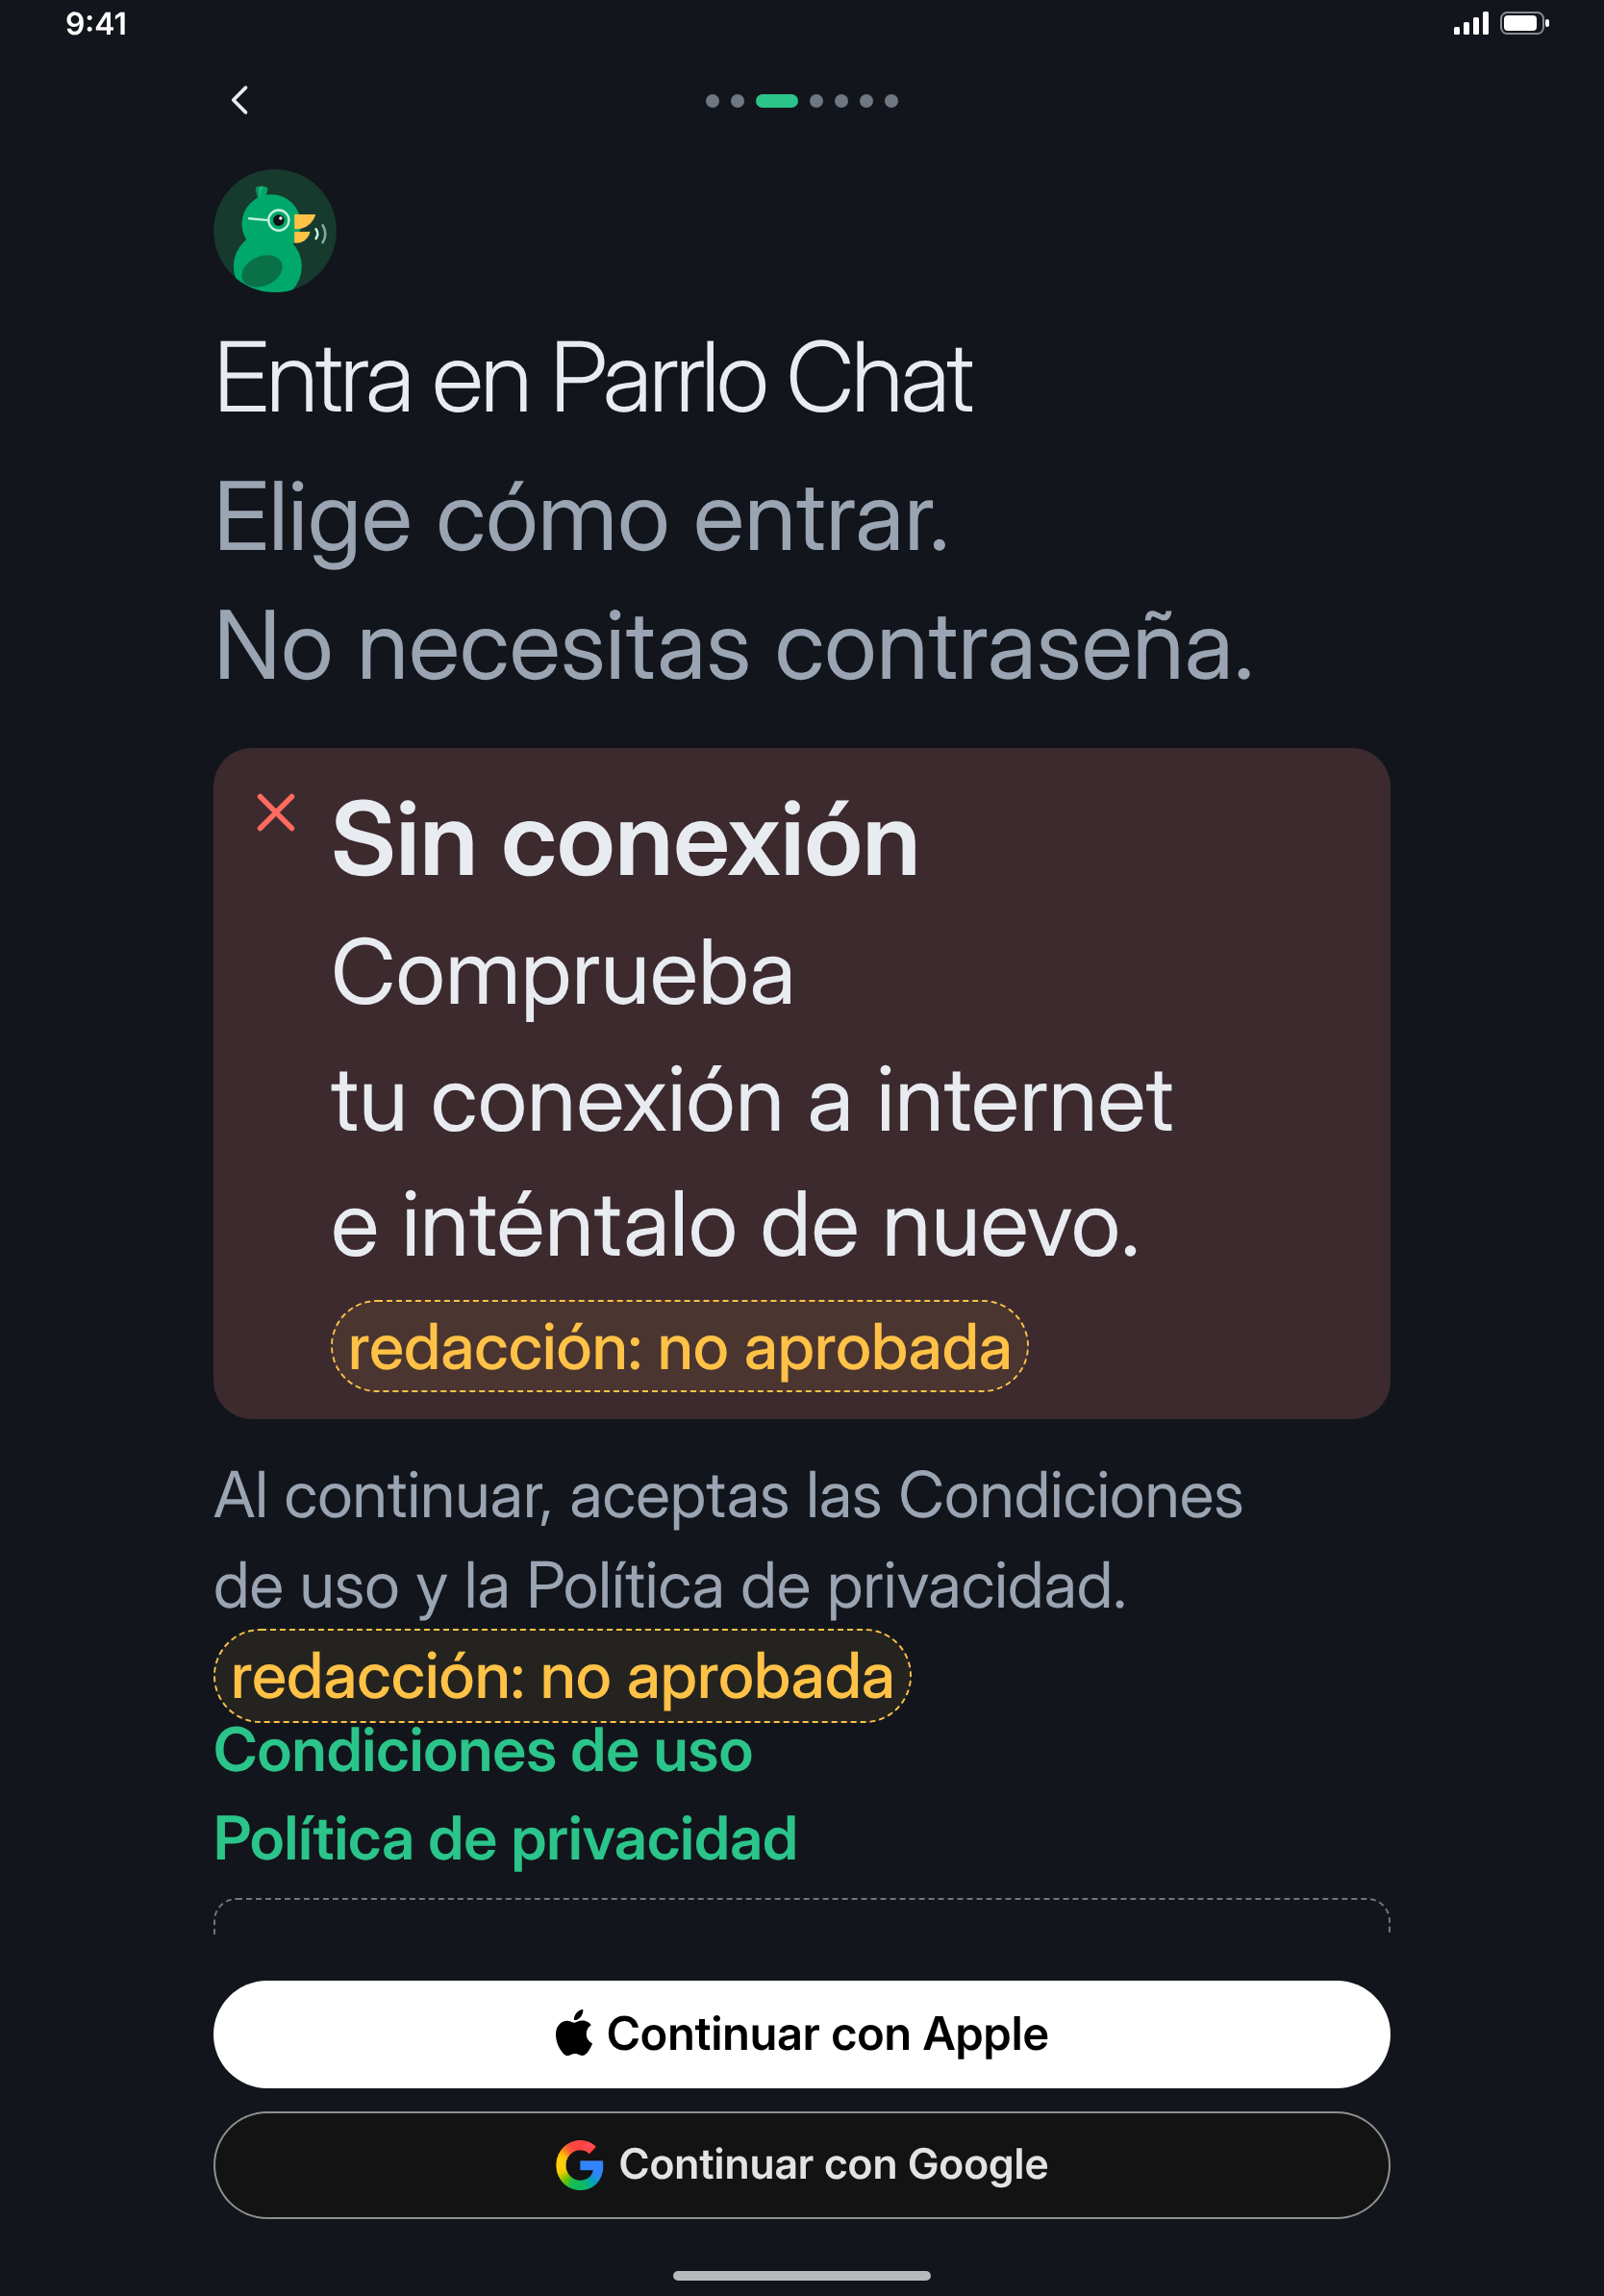 9:41
Entra en Parrlo Chat
Elige cómo entrar.
No necesitas contraseña.
Sin conexión
Comprueba
tu conexión a internet
e inténtalo de nuevo.
redacción: no aprobada
Al continuar, aceptas las Condiciones
de uso y la Política de privacidad.
redacción: no aprobada
Condiciones de uso
Política de privacidad
Continuar con Apple
Continuar con Google